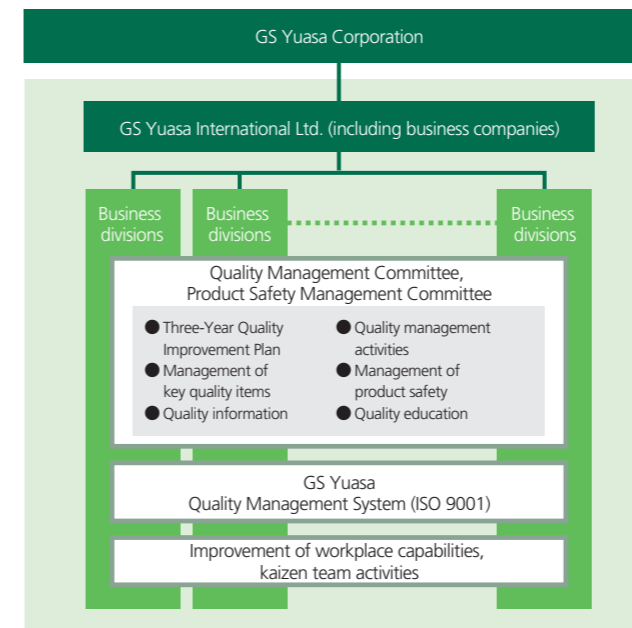 GS Yuasa Corporation
GS Yuasa International Ltd. (including business companies)
Business
divisions
Business
divisions
Business
divisions
Quality Management Committee,
Product Safety Management Committee
● Three-Year Quality
Improvement Plan
● Management of
key quality items
● Quality information
● Quality management
activities
● Management of
product safety
● Quality education
GS Yuasa
Quality Management System (ISO 9001)
Improvement of workplace capabilities,
kaizen team activities